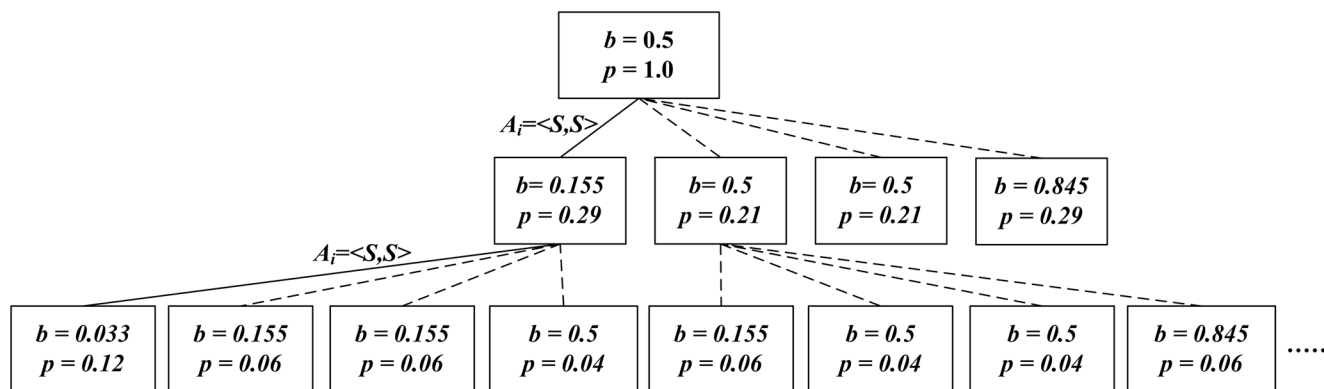 b = 0.5
p = 1.0
A_i=<S,S>
b= 0.155
p = 0.29
b= 0.5
p = 0.21
b= 0.5
p = 0.21
b= 0.845
p = 0.29
A_i=<S,S>
b = 0.033
p = 0.12
b = 0.155
p = 0.06
b = 0.155
p = 0.06
b = 0.5
p = 0.04
b = 0.155
p = 0.06
b = 0.5
p = 0.04
b = 0.5
p = 0.04
b = 0.845
p = 0.06
.....